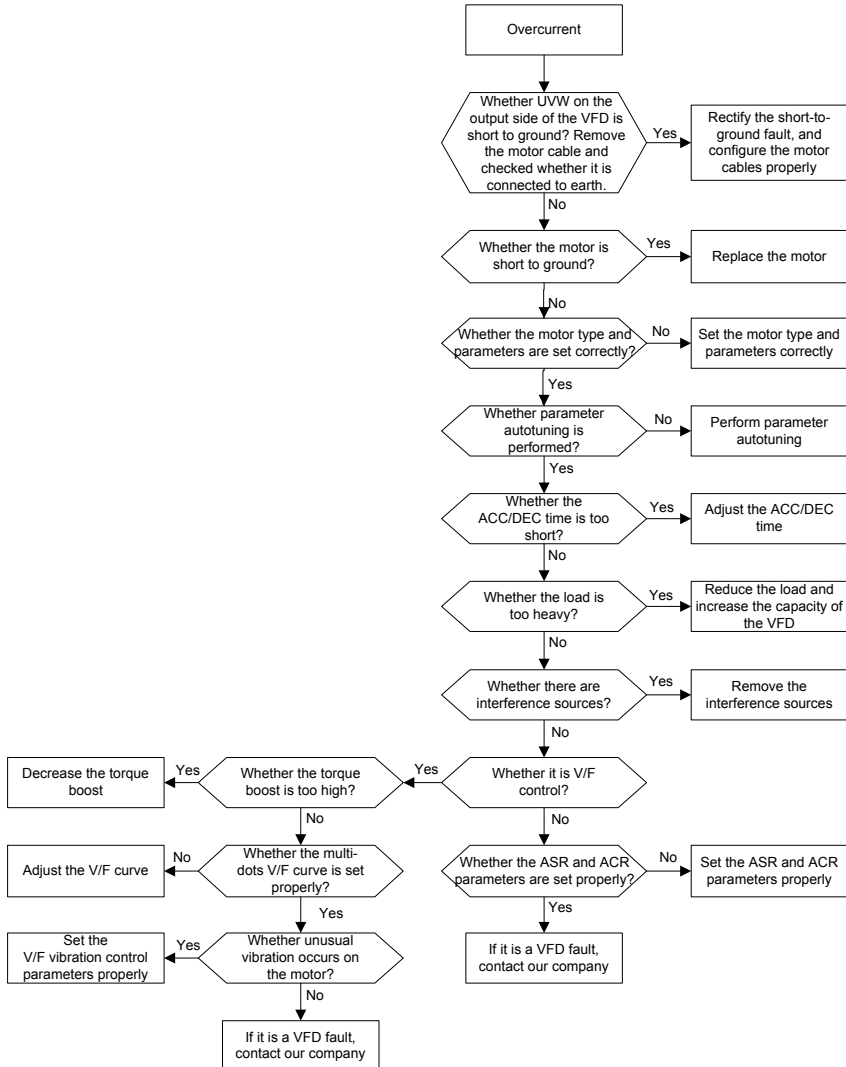 Overcurrent
Whether UVW on the
output side of the VFD is
short to ground? Remove
the motor cable and
checked whether it is
connected to earth.
Yes
Rectify the short-to-
ground fault, and
configure the motor
cables properly
No
Whether the motor is
short to ground?
Yes
Replace the motor
No
Whether the motor type and
parameters are set correctly?
No
Set the motor type and
parameters correctly
Yes
Whether parameter
autotuning is
performed?
No
Perform parameter
autotuning
Yes
Whether the
ACC/DEC time is too
short?
Yes
Adjust the ACC/DEC
time
No
Whether the load is
too heavy?
Yes
Reduce the load and
increase the capacity of
the VFD
No
Whether there are
interference sources?
Yes
Remove the
interference sources
No
Whether it is V/F
control?
Yes
Whether the torque
boost is too high?
Yes
Decrease the torque
boost
No
Whether the multi-
dots V/F curve is set
properly?
No
Adjust the V/F curve
Yes
Whether unusual
vibration occurs on
the motor?
Yes
Set the
V/F vibration control
parameters properly
No
If it is a VFD fault,
contact our company
No
Whether the ASR and ACR
parameters are set properly?
No
Set the ASR and ACR
parameters properly
Yes
If it is a VFD fault,
contact our company